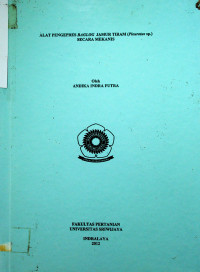 ALAT PENGEPRES BAGLOG JAMUR TIRAM (Pleurotus sp.)
SECARA MEKANIS
Oleh
ANDIKA INDRA PUTRA
FAKULTAS PERTANIAN
UNIVERSITAS SRIWIJAYA
INDRALAYA
2012